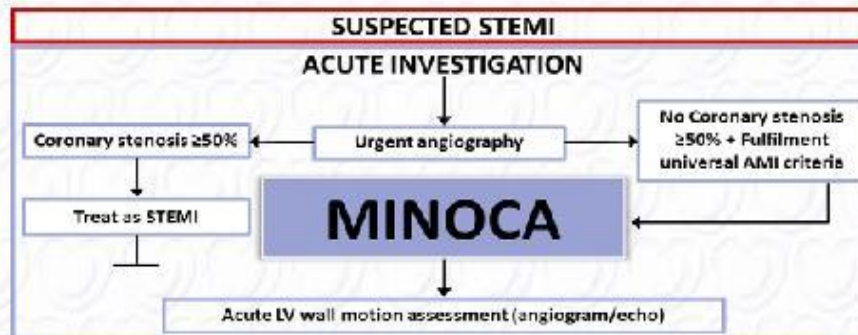 SUSPECTED STEMI
ACUTE INVESTIGATION
Coronary stenosis ≥50%
Urgent angiography
No Coronary stenosis
≥50% + Fulfilment
universal AMI criteria
Treat as STEMI
MINOCA
Acute LV wall motion assessment (angiogram/echo)